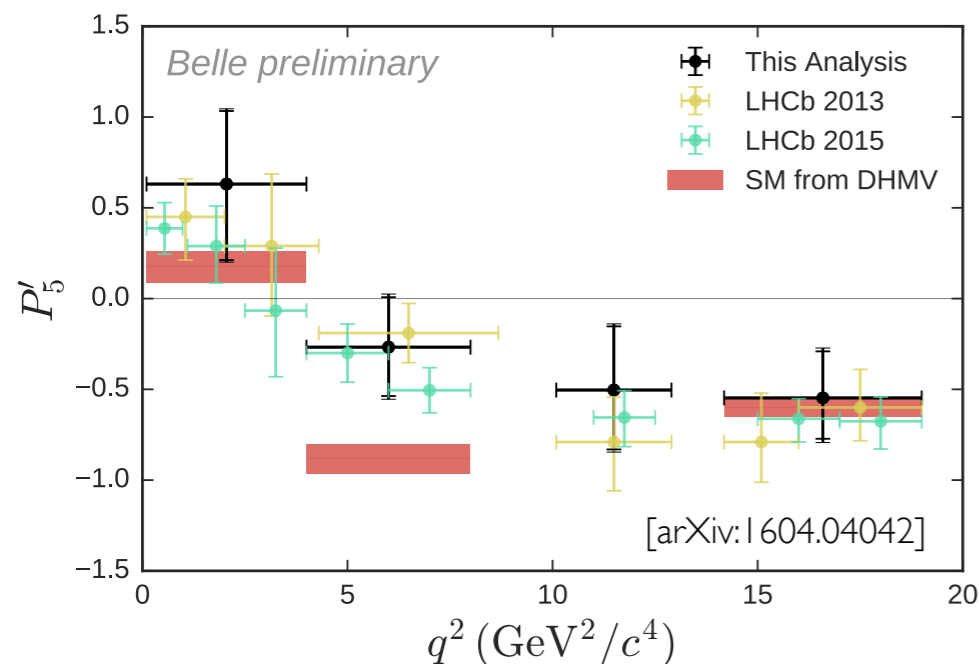 Belle preliminary
This Analysis
LHCb 2013
LHCb 2015
SM from DHMV
[arXiv:1604.04042]
P′5
1.5
1.0
0.5
0.0
−0.5
−1.0
−1.5
0 5 10 15 20
q² (GeV²/c⁴)